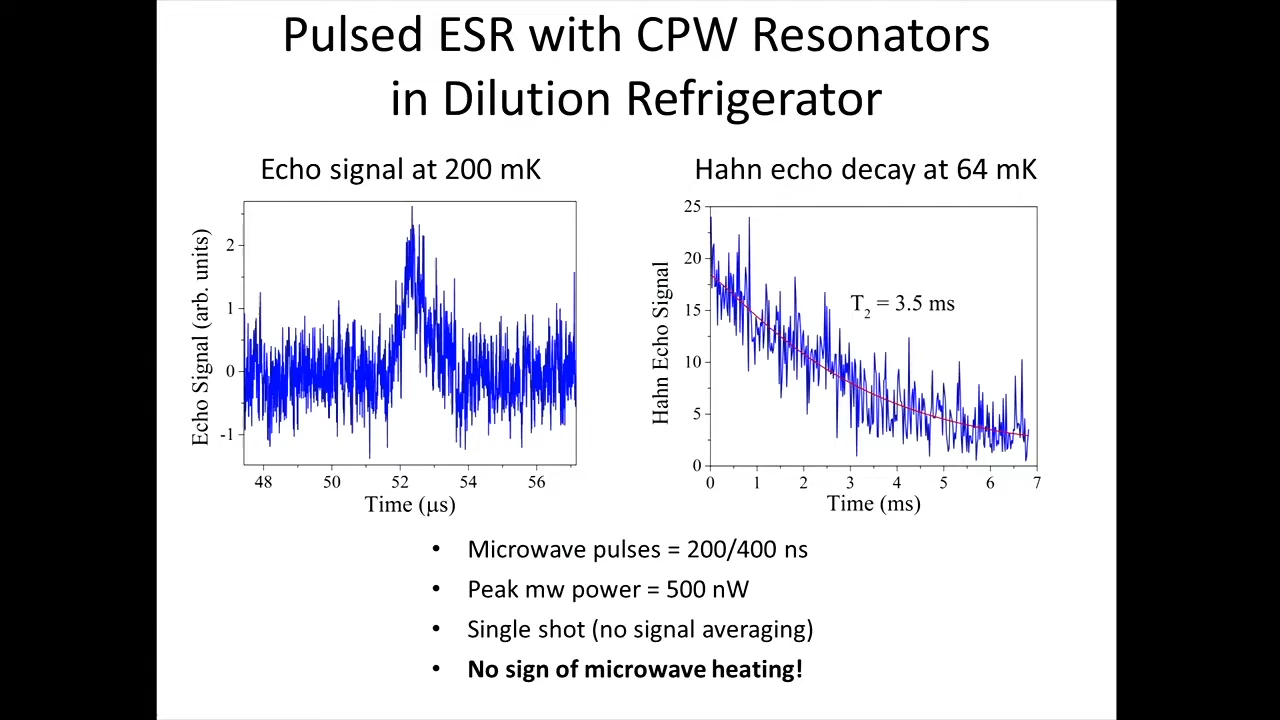 Pulsed ESR with CPW Resonators
in Dilution Refrigerator
Echo signal at 200 mK
Echo Signal (arb. units)
2
1
0
-1
48 50 52 54 56
Time (μs)
Hahn echo decay at 64 mK
Hahn Echo Signal
25
20
15
10
5
0
T2 = 3.5 ms
0 1 2 3 4 5 6 7
Time (ms)
• Microwave pulses = 200/400 ns
• Peak mw power = 500 nW
• Single shot (no signal averaging)
• No sign of microwave heating!